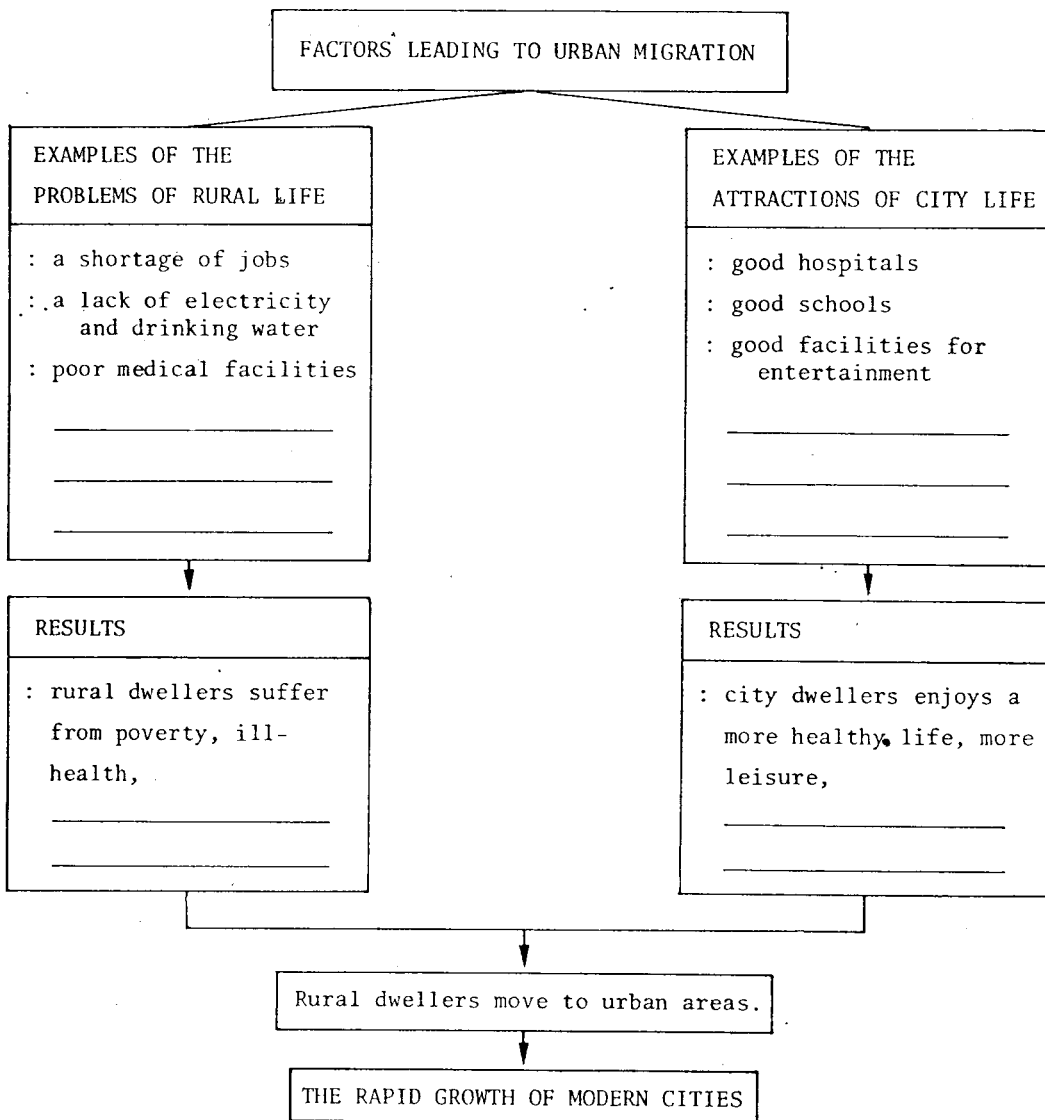 FACTORS LEADING TO URBAN MIGRATION
EXAMPLES OF THE
PROBLEMS OF RURAL LIFE
: a shortage of jobs
: a lack of electricity
and drinking water
: poor medical facilities
RESULTS
: rural dwellers suffer
from poverty, ill-
health,
EXAMPLES OF THE
ATTRACTIONS OF CITY LIFE
: good hospitals
: good schools
: good facilities for
entertainment
RESULTS
: city dwellers enjoys a
more healthy life, more
leisure,
Rural dwellers move to urban areas.
THE RAPID GROWTH OF MODERN CITIES